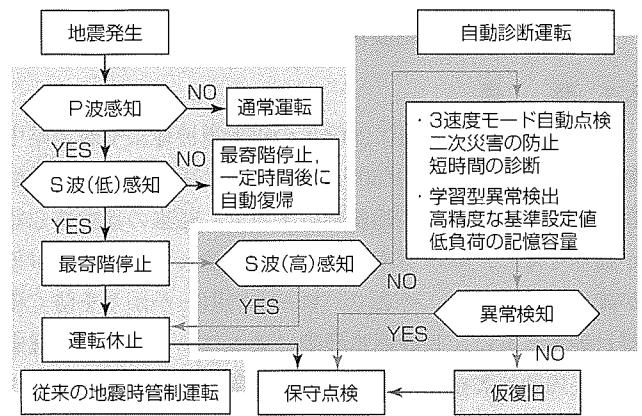 地震発生
自動診断運転
P波感知
NO
通常運転
YES
S波(低)感知
NO
最寄階停止,
一定時間後に
自動復帰
YES
最寄階停止
S波(高)感知
NO
YES
・3速度モード自動点検
二次災害の防止
短時間の診断
・学習型異常検出
高精度な基準設定値
低負荷の記憶容量
異常検知
YES
NO
運転休止
従来の地震時管制運転
保守点検
仮復旧